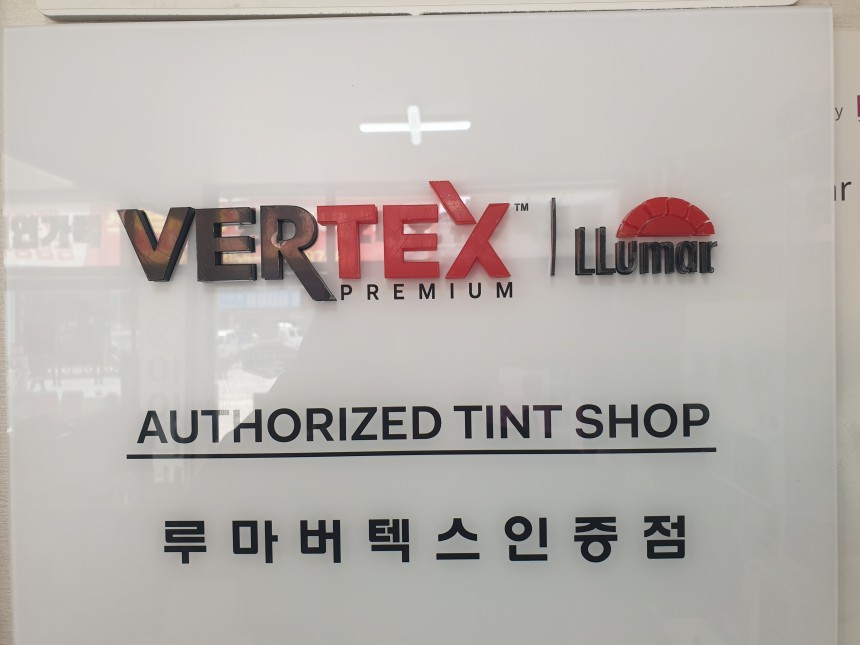 VERTEX™ | LLumar
PREMIUM
AUTHORIZED TINT SHOP
루마버텍스인증점